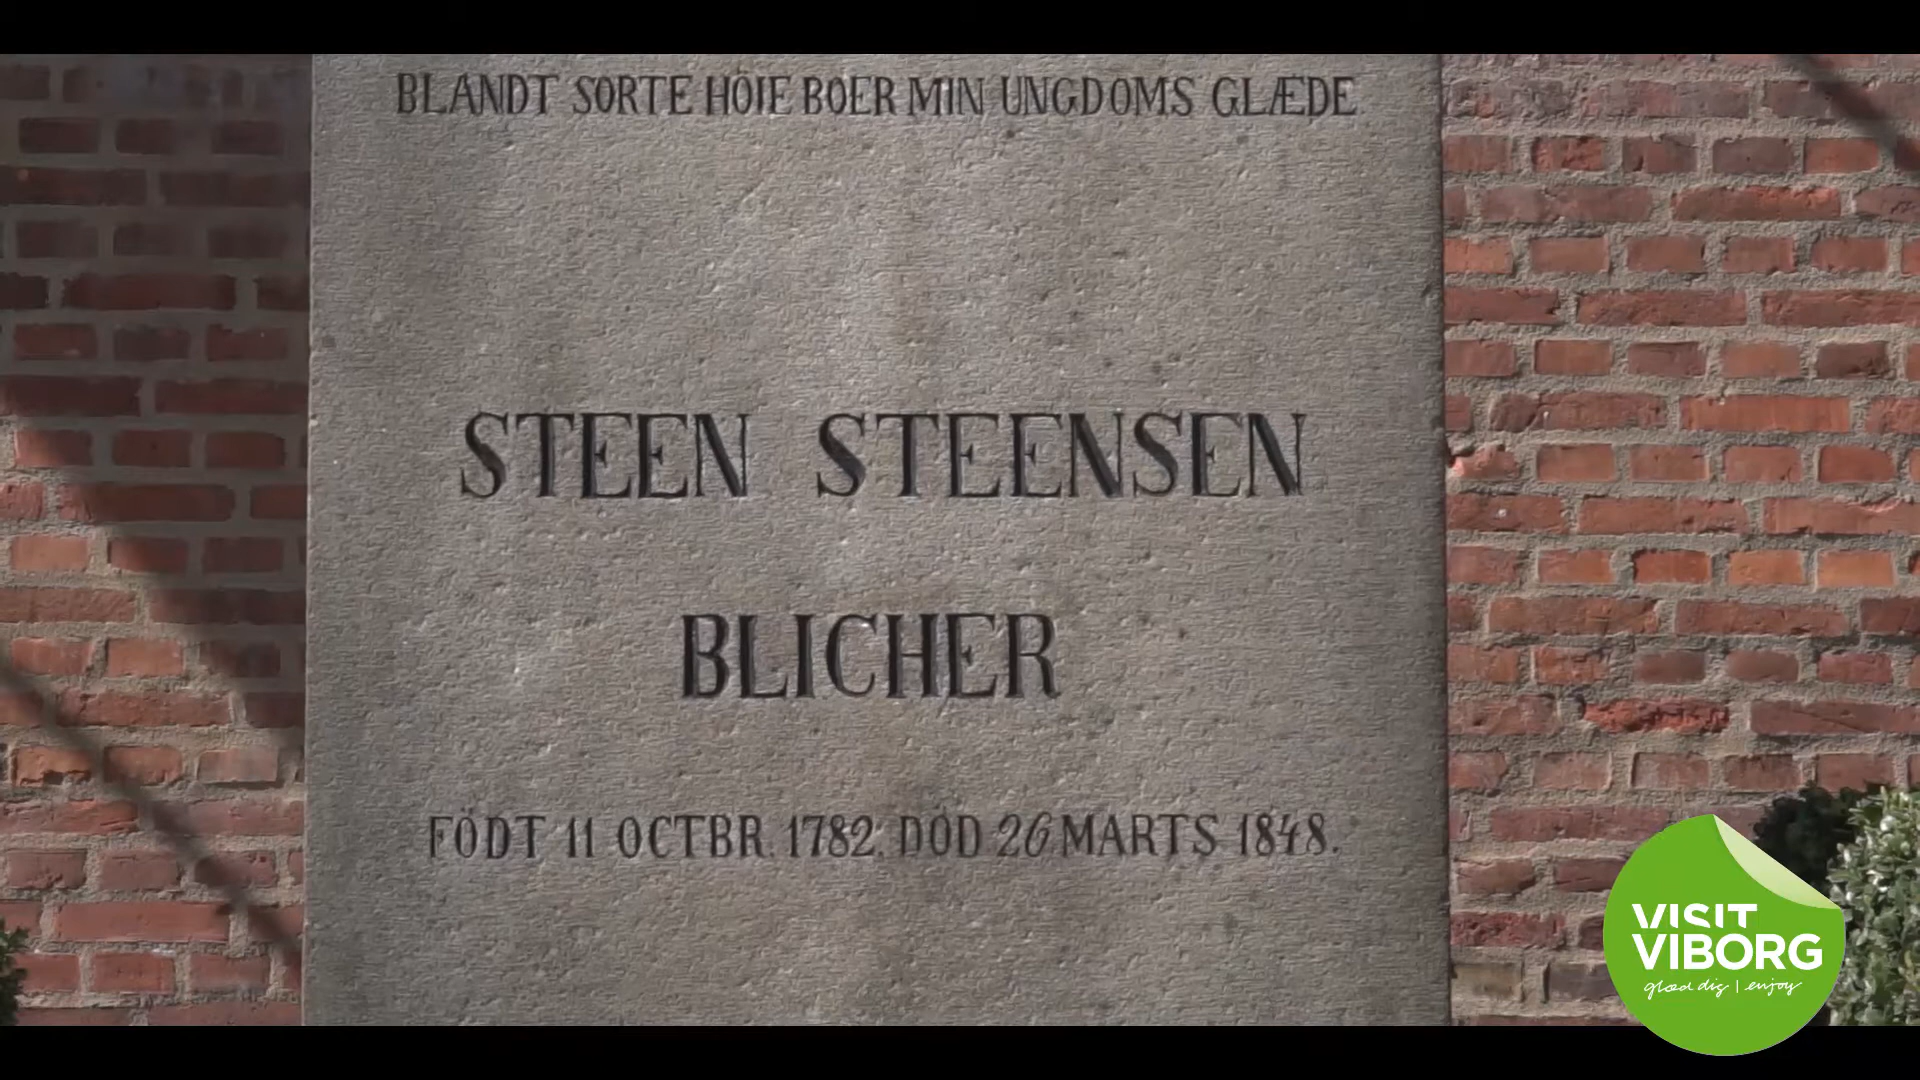 BLANDT SORTE HÖIE BOER MIN UNGDOMS GLÆDE
STEEN STEENSEN
BLICHER
FÖDT 11 OCTBR. 1782. DÖD 26 MARTS 1848.
VISIT
VIBORG
glæd dig | enjoy